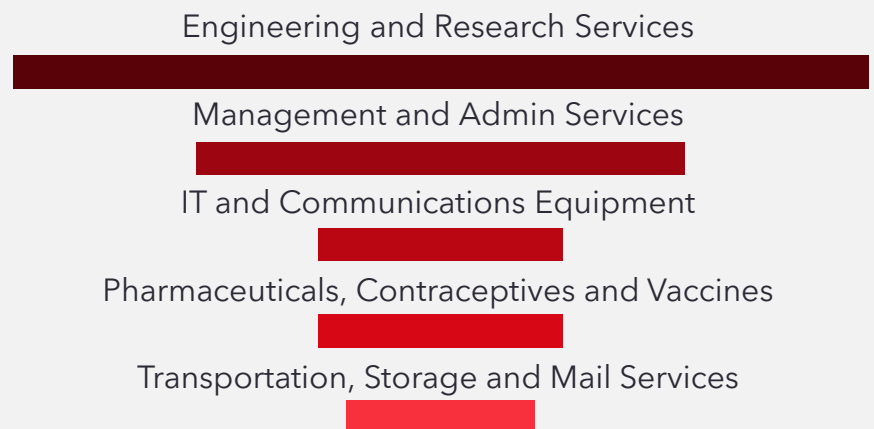 Engineering and Research Services
Management and Admin Services
IT and Communications Equipment
Pharmaceuticals, Contraceptives and Vaccines
Transportation, Storage and Mail Services